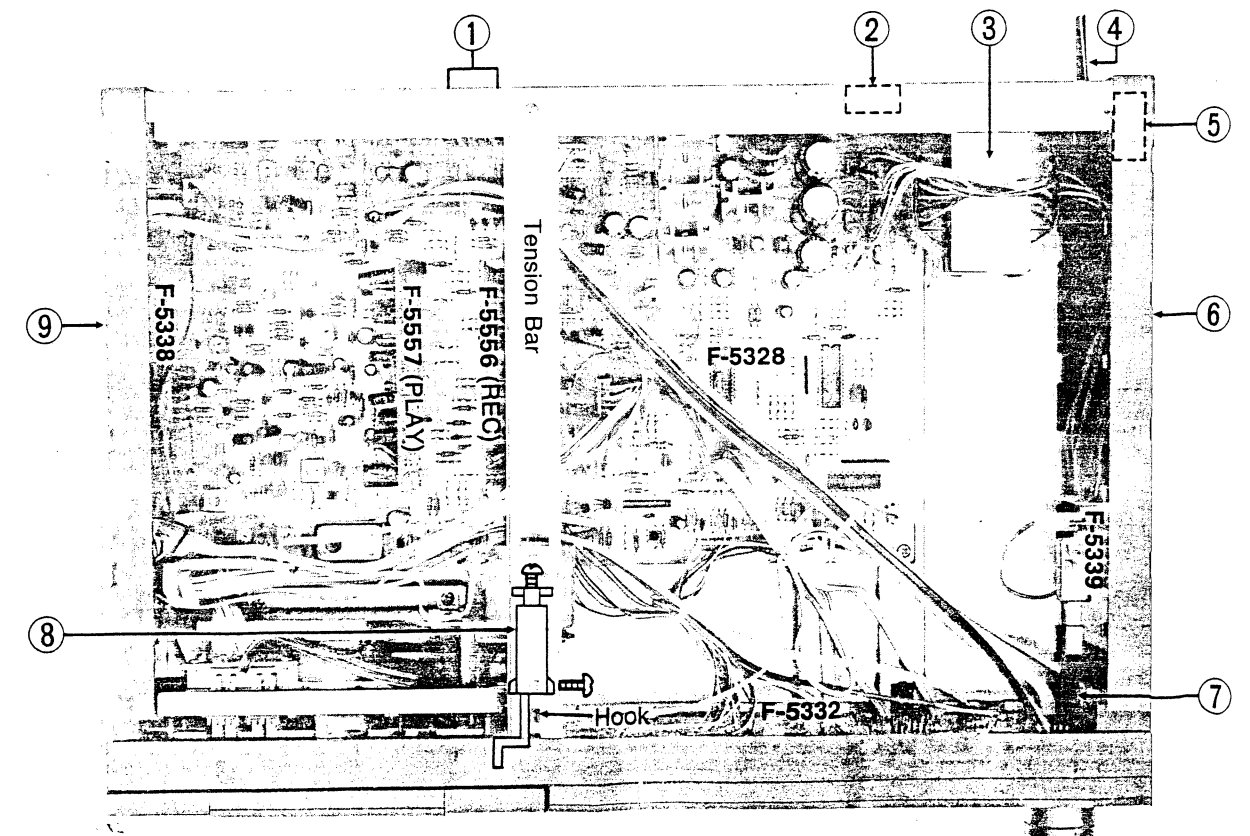 ①
②
③
④
⑤
⑨
⑥
Tension Bar
F-5338
F-5557 (PLAY)
F-5556 (REC)
F-5328
F-5339
⑧
⑦
Hook
F-5332